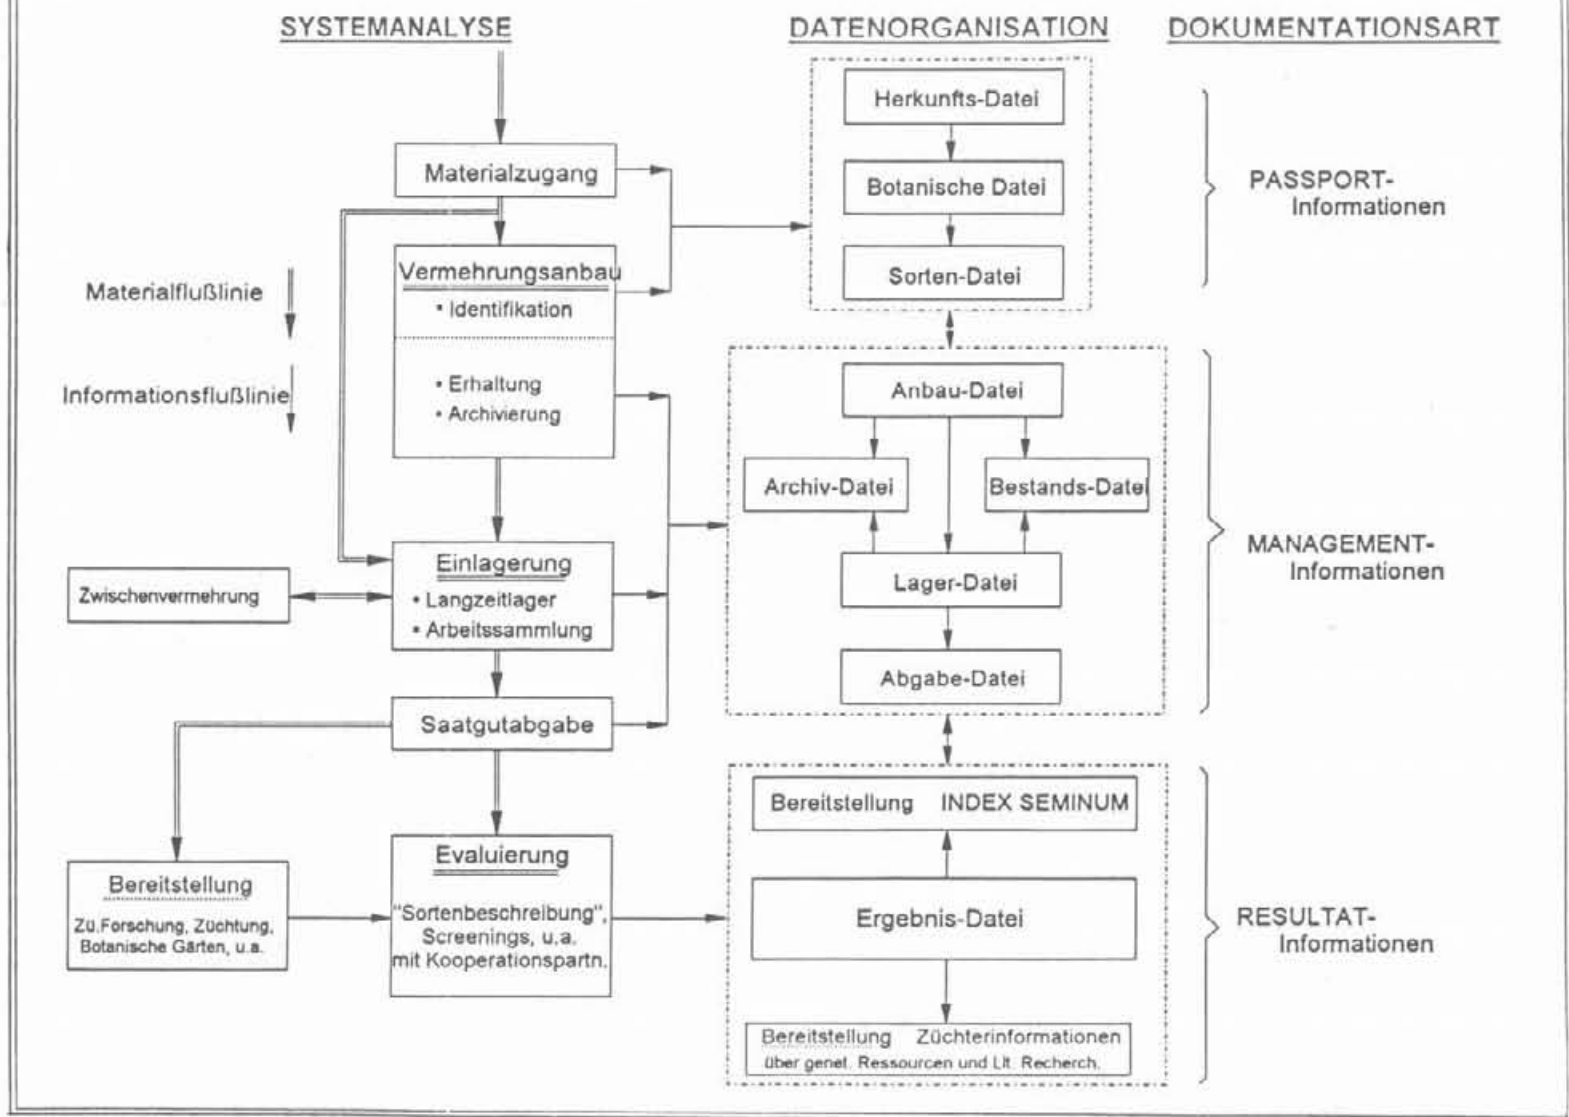 SYSTEMANALYSE
DATENORGANISATION
DOKUMENTATIONSART
Materialzugang
Vermehrungsanbau
• Identifikation
• Erhaltung
• Archivierung
Materialflußlinie
Informationsflußlinie
Einlagerung
• Langzeitlager
• Arbeitssammlung
Zwischenvermehrung
Saatgutabgabe
Bereitstellung
Zü.Forschung, Züchtung,
Botanische Gärten, u.a.
Evaluierung
"Sortenbeschreibung",
Screenings, u.a.
mit Kooperationspartn.
Herkunfts-Datei
Botanische Datei
Sorten-Datei
Anbau-Datei
Archiv-Datei
Bestands-Datei
Lager-Datei
Abgabe-Datei
Bereitstellung INDEX SEMINUM
Ergebnis-Datei
Bereitstellung Züchterinformationen
über genet. Ressourcen und Lit. Recherch.
PASSPORT-
Informationen
MANAGEMENT-
Informationen
RESULTAT-
Informationen